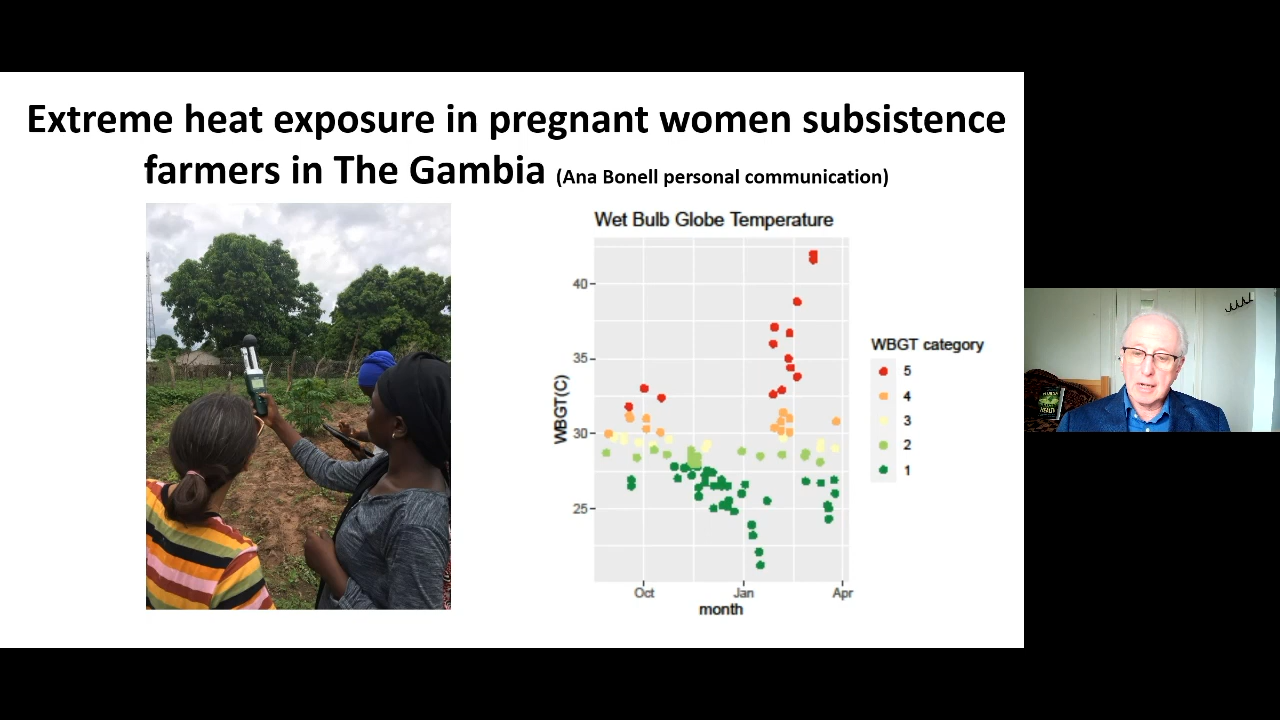 Extreme heat exposure in pregnant women subsistence
farmers in The Gambia (Ana Bonell personal communication)
Wet Bulb Globe Temperature
WBGT(C)
40
35
30
25
Oct Jan Apr
month
WBGT category
5
4
3
2
1